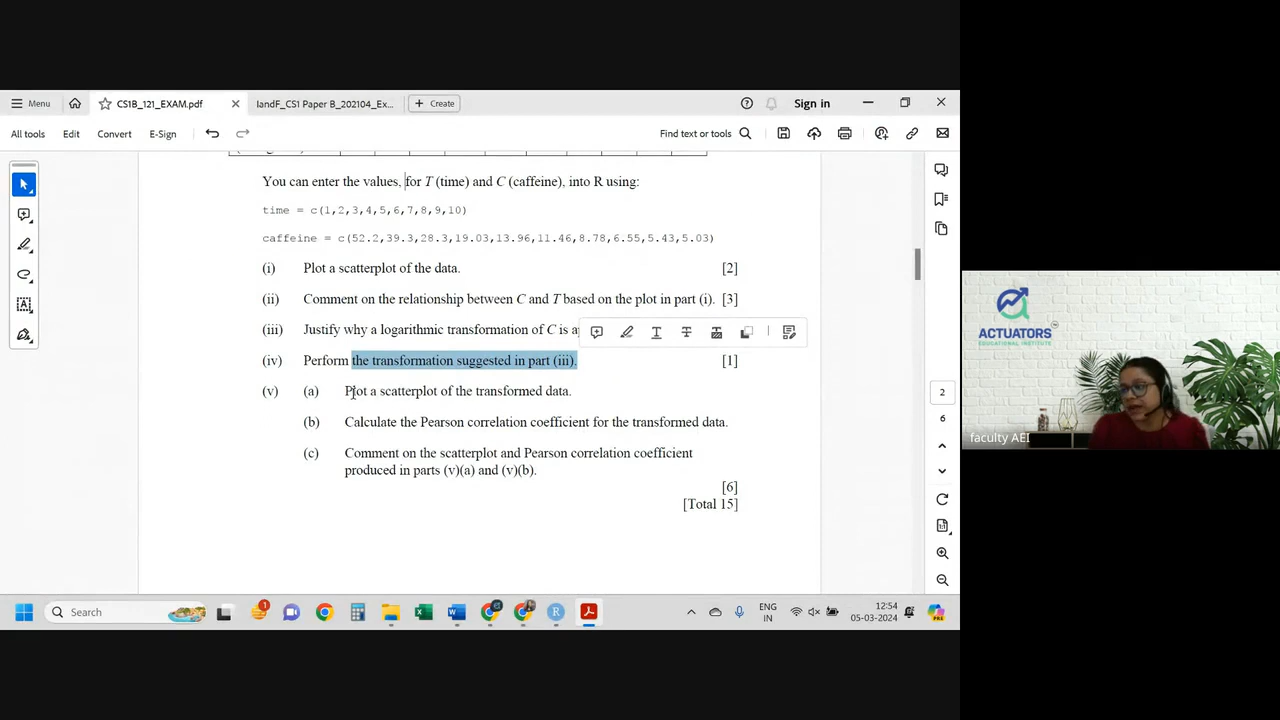 Menu
CS1B_121_EXAM.pdf
IandF_CS1 Paper B_202104_Ex...
Create
Sign in
All tools
Edit
Convert
E-Sign
Find text or tools
You can enter the values, for T (time) and C (caffeine), into R using:
time = c(1,2,3,4,5,6,7,8,9,10)
caffeine = c(52.2,39.3,28.3,19.03,13.96,11.46,8.78,6.55,5.43,5.03)
(i) Plot a scatterplot of the data. [2]
(ii) Comment on the relationship between C and T based on the plot in part (i). [3]
(iii) Justify why a logarithmic transformation of C is
(iv) Perform the transformation suggested in part (iii). [1]
(v) (a) Plot a scatterplot of the transformed data.
(b) Calculate the Pearson correlation coefficient for the transformed data.
(c) Comment on the scatterplot and Pearson correlation coefficient
produced in parts (v)(a) and (v)(b).
[6]
[Total 15]
2
6
ACTUATORS
EDUCATIONAL INSTITUTE
TM
faculty AEI
Search
1
ENG
IN
12:54
05-03-2024